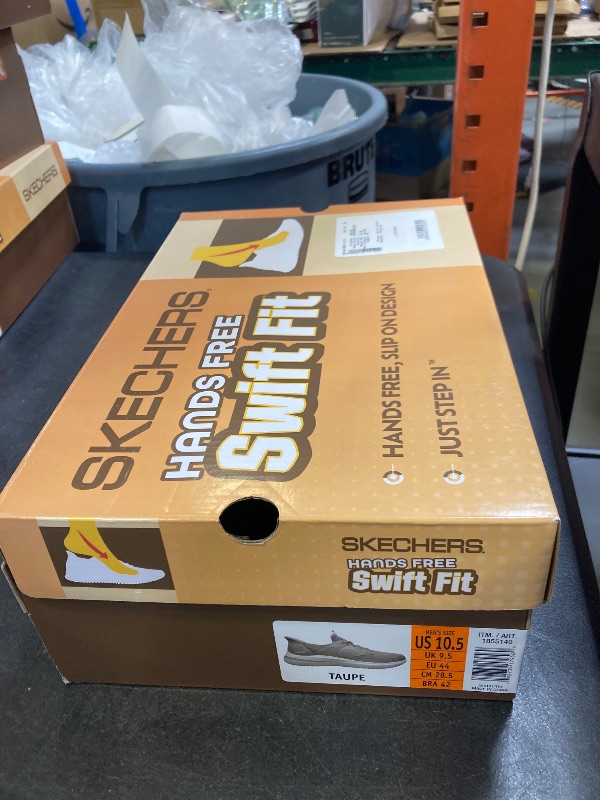 SKECHERS
BRUTE
SKECHERS.
HANDS FREE
Swift Fit
HANDS FREE, SLIP ON DESIGN
JUST STEP IN™
SKECHERS.
HANDS FREE
Swift Fit
TAUPE
MEN'S SIZE
US 10.5
UK 9.5
EU 44
CM 28.5
BRA 42
ITM. / ART.
1855140